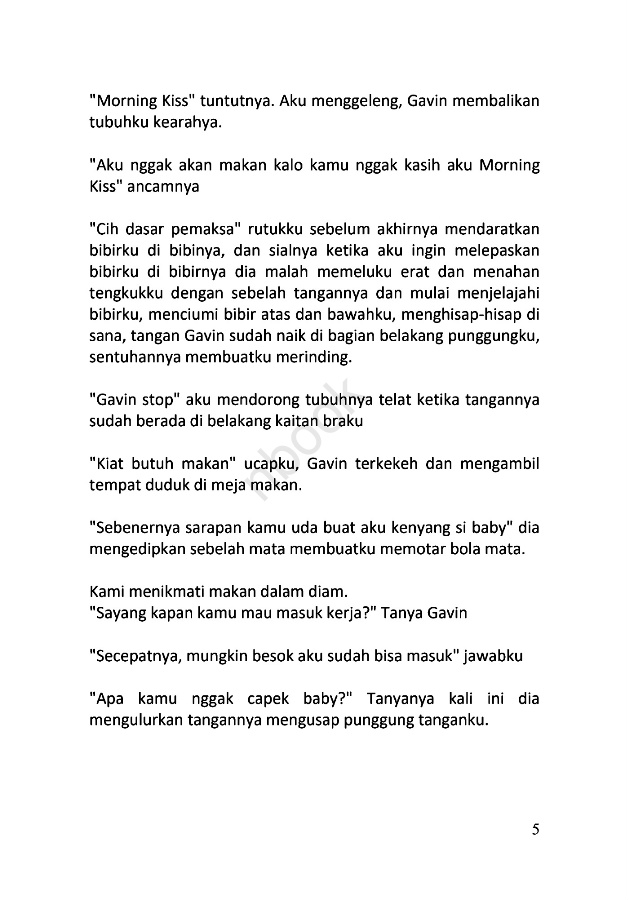 "Morning Kiss" tuntutnya. Aku menggeleng, Gavin membalikan
tubuhku kearahya.
"Aku nggak akan makan kalo kamu nggak kasih aku Morning
Kiss" ancamnya
"Cih dasar pemaksa" rutukku sebelum akhirnya mendaratkan
bibirku di bibinya, dan sialnya ketika aku ingin melepaskan
bibirku di bibirnya dia malah memeluku erat dan menahan
tengkukku dengan sebelah tangannya dan mulai menjelajahi
bibirku, menciumi bibir atas dan bawahku, menghisap-hisap di
sana, tangan Gavin sudah naik di bagian belakang punggungku,
sentuhannya membuatku merinding.
"Gavin stop" aku mendorong tubuhnya telat ketika tangannya
sudah berada di belakang kaitan braku
"Kiat butuh makan" ucapku, Gavin terkekeh dan mengambil
tempat duduk di meja makan.
"Sebenernya sarapan kamu uda buat aku kenyang si baby" dia
mengedipkan sebelah mata membuatku memotar bola mata.
Kami menikmati makan dalam diam.
"Sayang kapan kamu mau masuk kerja?" Tanya Gavin
"Secepatnya, mungkin besok aku sudah bisa masuk" jawabku
"Apa kamu nggak capek baby?" Tanyanya kali ini dia
mengulurkan tangannya mengusap punggung tanganku.
nbook
5